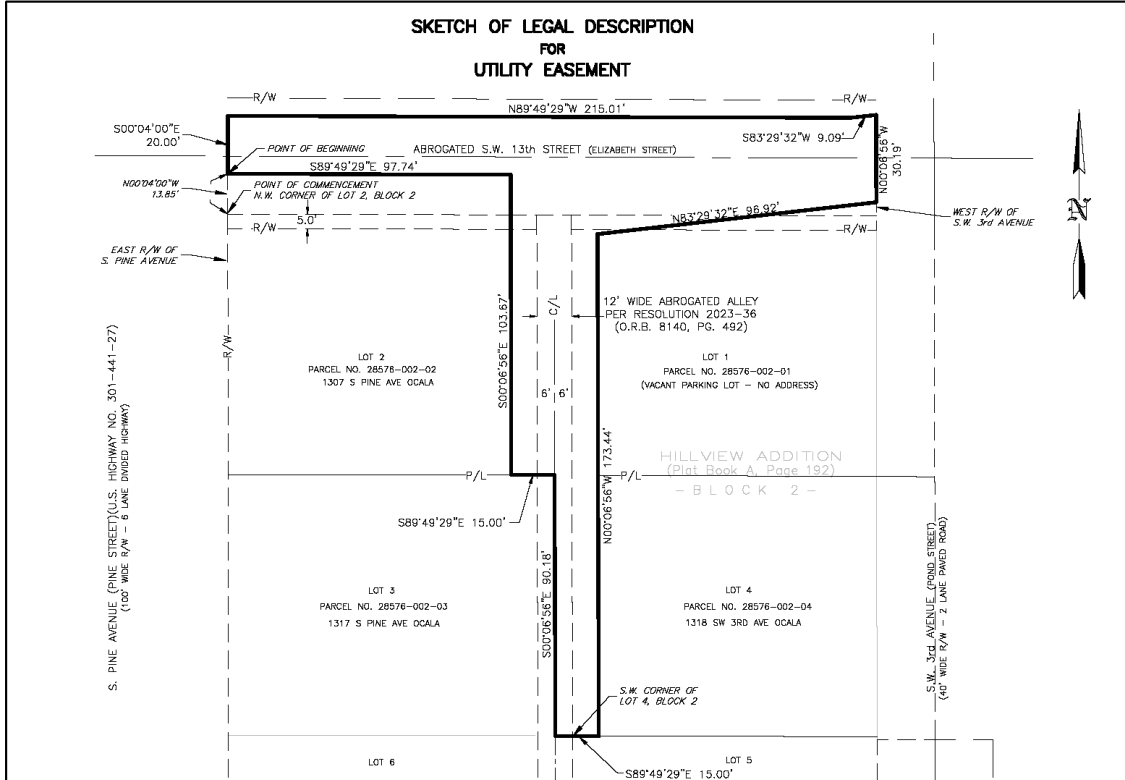 SKETCH OF LEGAL DESCRIPTION
FOR
UTILITY EASEMENT
R/W
R/W
N89°49'29"W 215.01'
S00°04'00"E
20.00'
S83°29'32"W 9.09'
N00°06'56"W
30.19'
POINT OF BEGINNING
ABROGATED S.W. 13th STREET (ELIZABETH STREET)
S89°49'29"E 97.74'
N00°04'00"W
13.85'
POINT OF COMMENCEMENT
N.W. CORNER OF LOT 2, BLOCK 2
5.0'
R/W
N83°29'32"E 96.92'
R/W
WEST R/W OF
S.W. 3rd AVENUE
N
EAST R/W OF
S. PINE AVENUE
R/W
C/L
12' WIDE ABROGATED ALLEY
PER RESOLUTION 2023-36
(O.R.B. 8140, PG. 492)
S00°06'56"E 103.67'
LOT 2
PARCEL NO. 28576-002-02
1307 S PINE AVE OCALA
LOT 1
PARCEL NO. 28576-002-01
(VACANT PARKING LOT - NO ADDRESS)
6' 6'
HILLVIEW ADDITION
(Plat Book A, Page 192)
- BLOCK 2 -
P/L
P/L
N00°06'56"W 173.44'
S89°49'29"E 15.00'
S. PINE AVENUE (PINE STREET)(U.S. HIGHWAY NO. 301-441-27)
(100' WIDE R/W - 6 LANE DIVIDED HIGHWAY)
S00°06'56"E 90.18'
LOT 3
PARCEL NO. 28576-002-03
1317 S PINE AVE OCALA
LOT 4
PARCEL NO. 28576-002-04
1318 SW 3RD AVE OCALA
S.W. 3rd AVENUE (POND STREET)
(40' WIDE R/W - 2 LANE PAVED ROAD)
S.W. CORNER OF
LOT 4, BLOCK 2
LOT 6
LOT 5
S89°49'29"E 15.00'